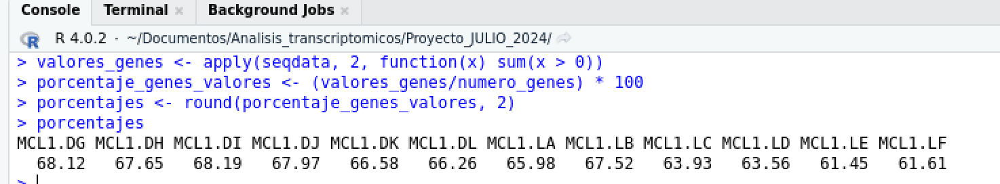 Console Terminal × Background Jobs ×
R R 4.0.2 · ~/Documentos/Analisis_transcriptomicos/Proyecto_JULIO_2024/
> valores_genes <- apply(seqdata, 2, function(x) sum(x > 0))
> porcentaje_genes_valores <- (valores_genes/numero_genes) * 100
> porcentajes <- round(porcentaje_genes_valores, 2)
> porcentajes
MCL1.DG MCL1.DH MCL1.DI MCL1.DJ MCL1.DK MCL1.DL MCL1.LA MCL1.LB MCL1.LC MCL1.LD MCL1.LE MCL1.LF
68.12 67.65 68.19 67.97 66.58 66.26 65.98 67.52 63.93 63.56 61.45 61.61
>